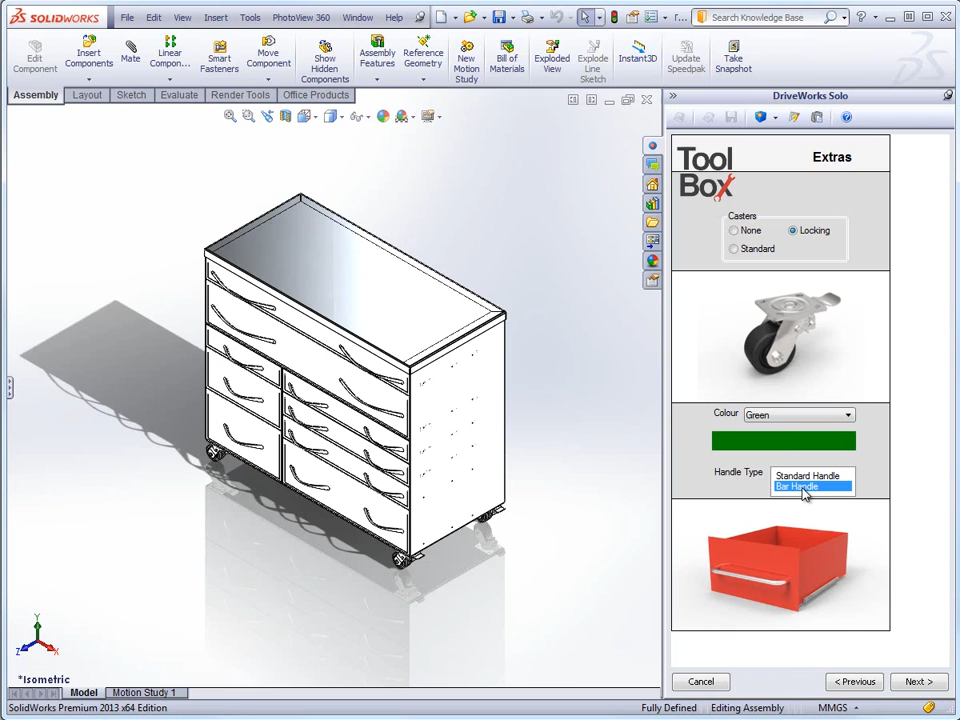 SOLIDWORKS File Edit View Insert Tools PhotoView 360 Window Help r... Search Knowledge Base
Edit Component
Insert Components
Mate
Linear Compon...
Smart Fasteners
Move Component
Show Hidden Components
Assembly Features
Reference Geometry
New Motion Study
Bill of Materials
Exploded View
Explode Line Sketch
Instant3D
Update Speedpak
Take Snapshot
Assembly Layout Sketch Evaluate Render Tools Office Products
DriveWorks Solo
Tool Box
Extras
Casters
None Locking
Standard
Colour Green
Handle Type
Standard Handle
Bar Handle
Y
Z X
*Isometric
Cancel < Previous Next >
Model Motion Study 1
SolidWorks Premium 2013 x64 Edition Fully Defined Editing Assembly MMGS